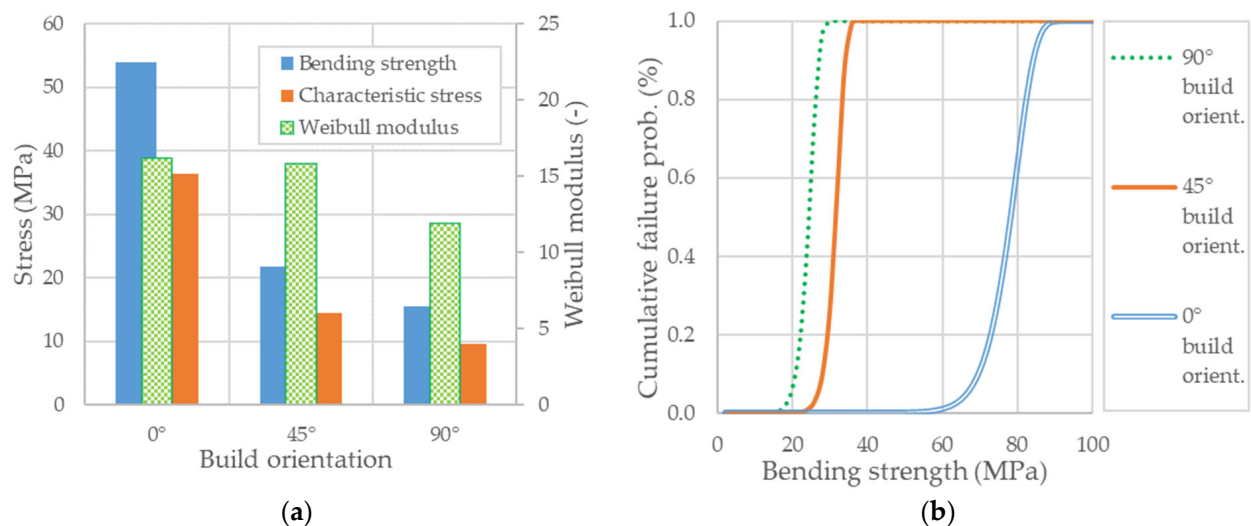 60
50
40
30
20
10
0
Stress (MPa)
25
20
15
10
5
0
Weibull modulus (-)
Bending strength
Characteristic stress
Weibull modulus
0°
45°
90°
Build orientation
(a)
1.0
0.8
0.6
0.4
0.2
0.0
Cumulative failure prob. (%)
0
20
40
60
80
100
Bending strength (MPa)
90°
build
orient.
45°
build
orient.
0°
build
orient.
(b)